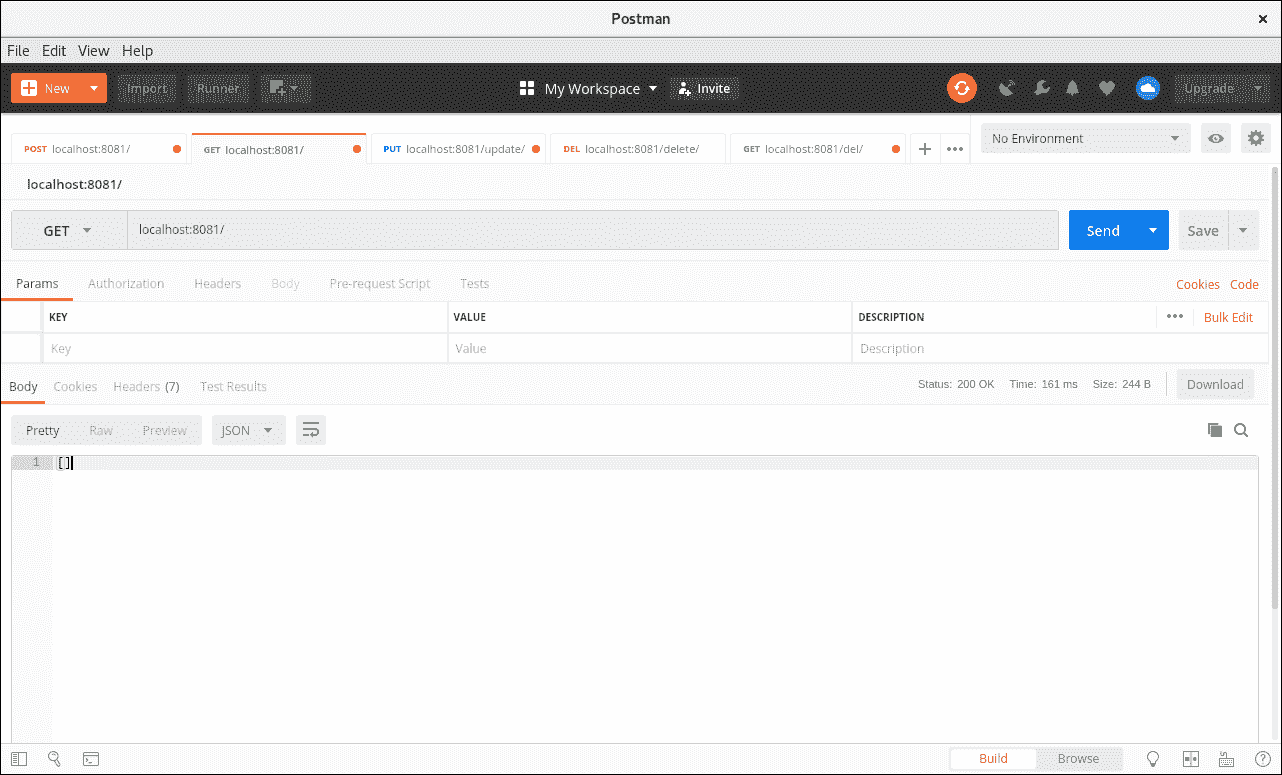 Postman
File Edit View Help
New Import Runner My Workspace Invite Upgrade
POST localhost:8081/ GET localhost:8081/ PUT localhost:8081/update/ DEL localhost:8081/delete/ GET localhost:8081/del/ No Environment
localhost:8081/
GET localhost:8081/ Send Save
Params Authorization Headers Body Pre-request Script Tests Cookies Code
KEY VALUE DESCRIPTION Bulk Edit
Key Value Description
Body Cookies Headers (7) Test Results Status: 200 OK Time: 161 ms Size: 244 B Download
Pretty Raw Preview JSON
1 []
Build Browse